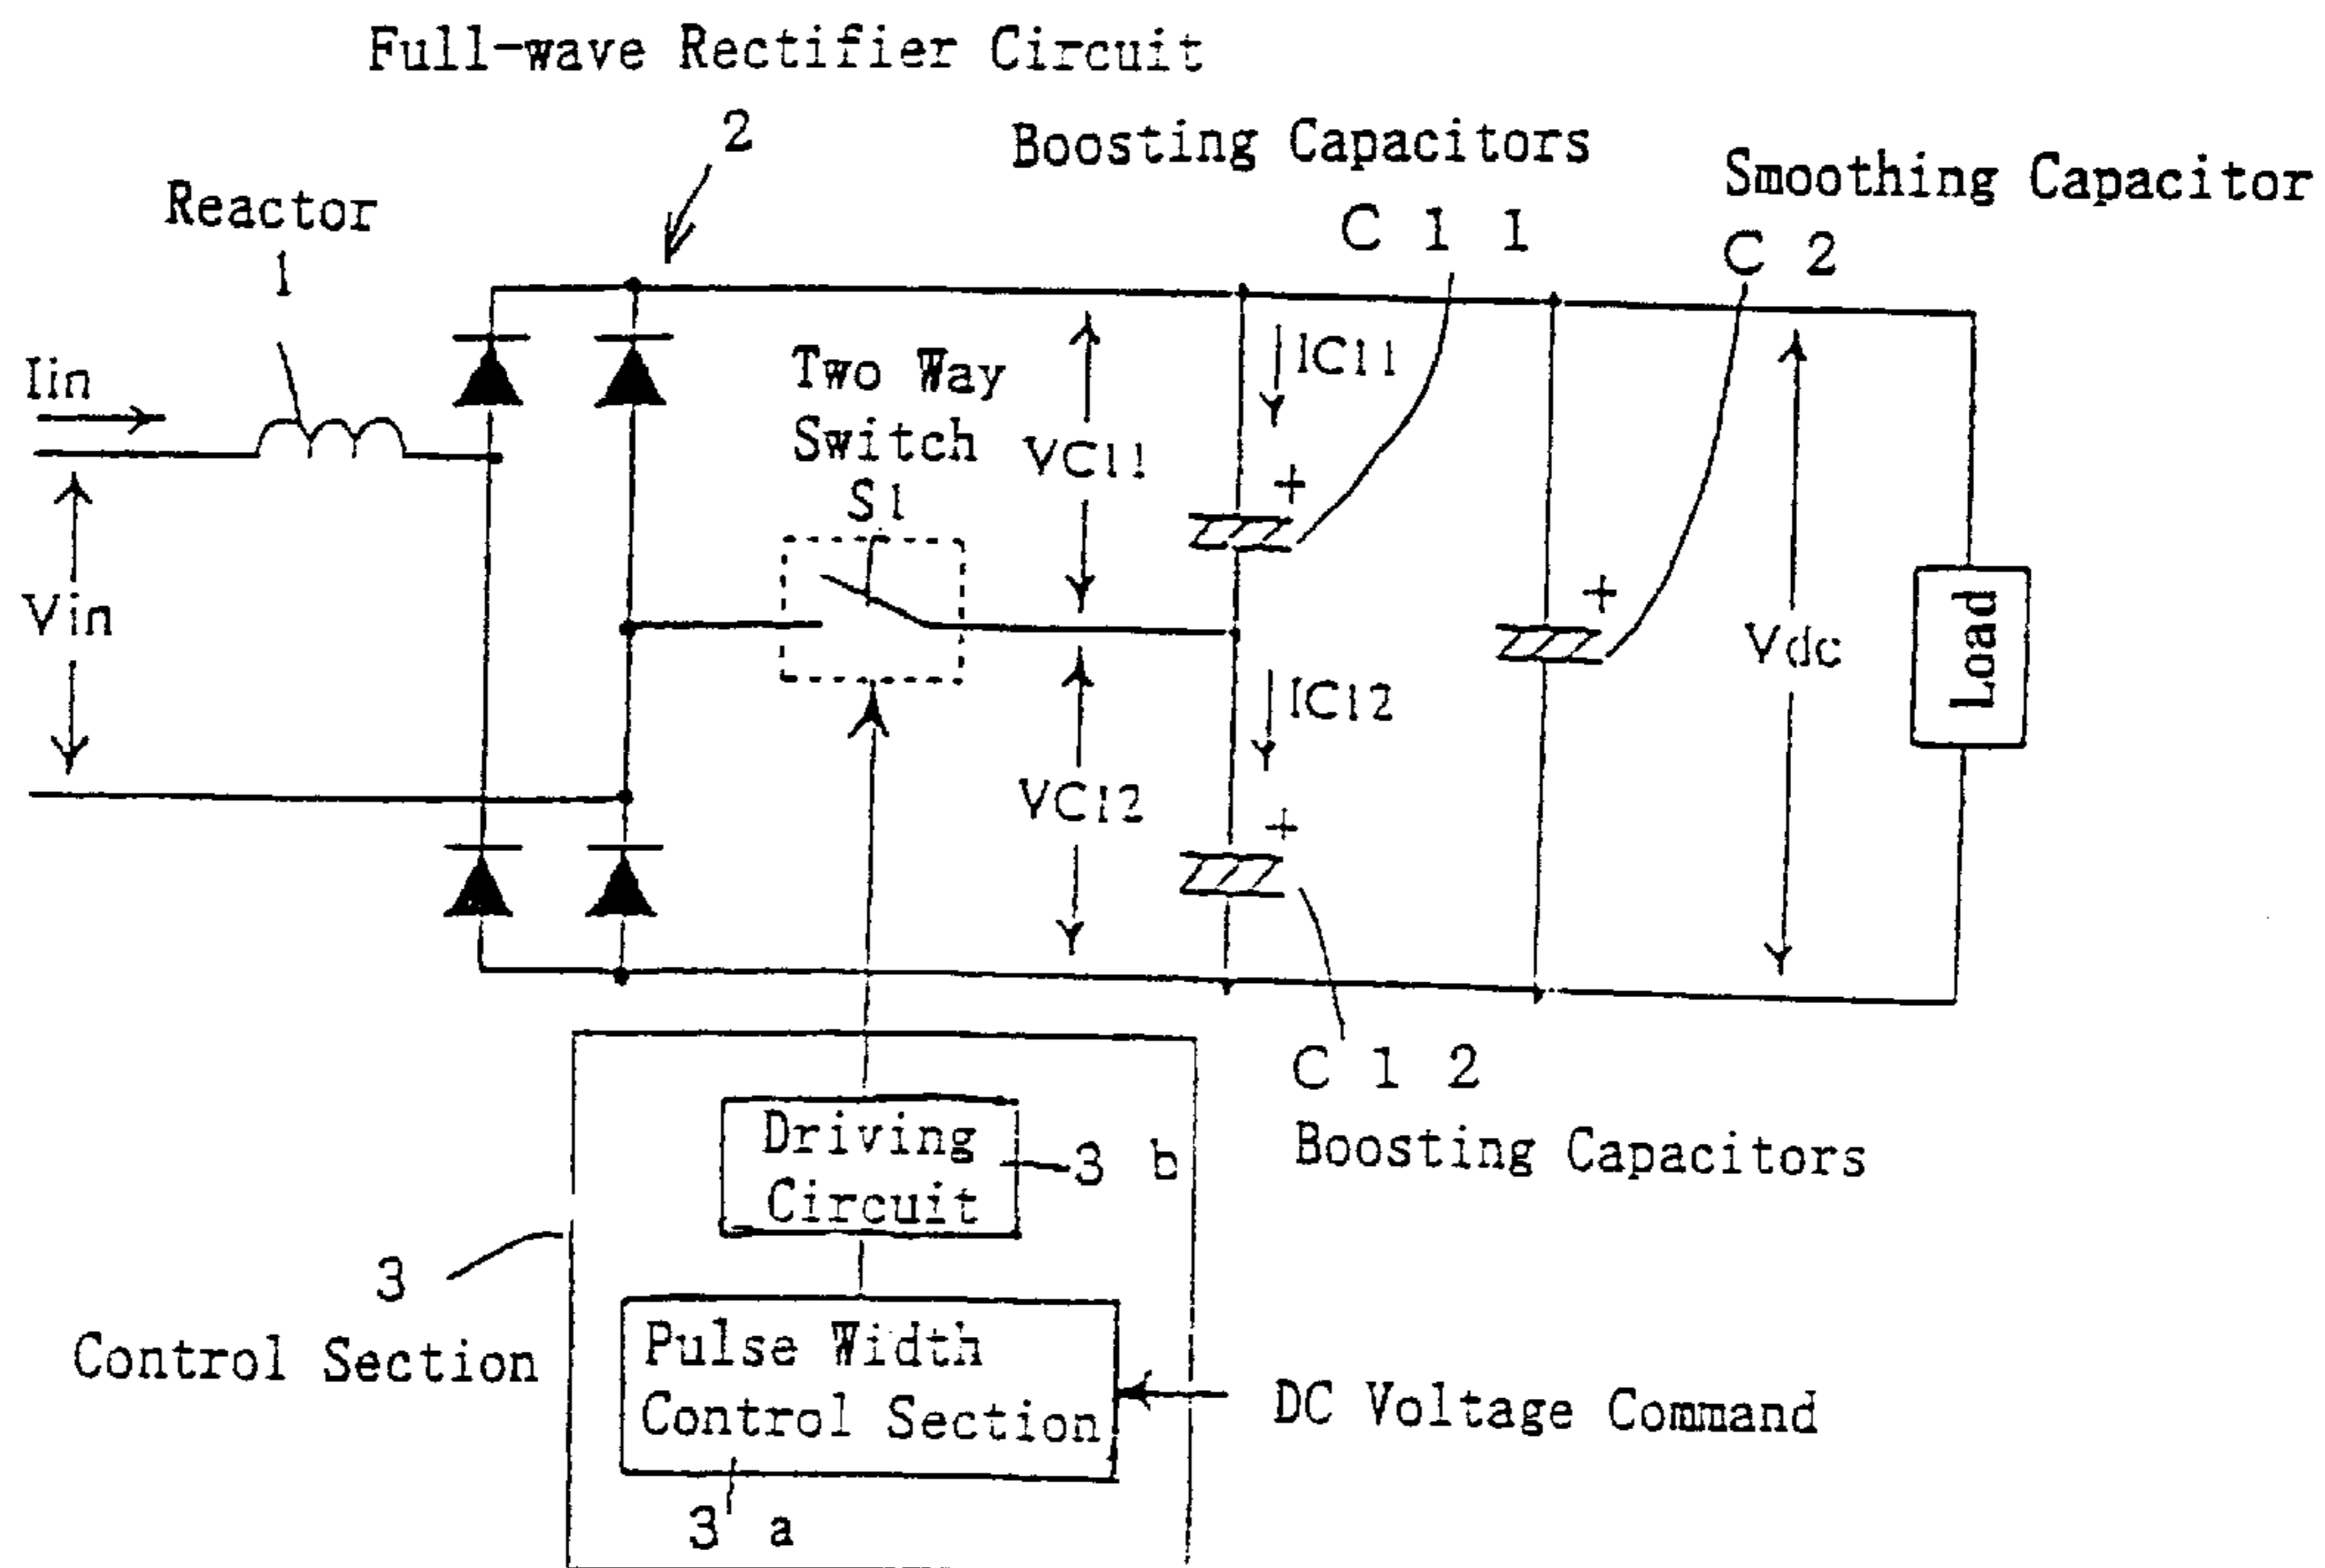 Full-wave Rectifier Circuit
2
Boosting Capacitors
C 1 1
Smoothing Capacitor
C 2
Reactor
1
Iin
Vin
Two Way
Switch
S1
VC11
IC11
+
VC12
IC12
+
+
Vdc
Load
C 1 2
Boosting Capacitors
Driving
Circuit
3 b
3
Control Section
Pulse Width
Control Section
3 a
DC Voltage Command